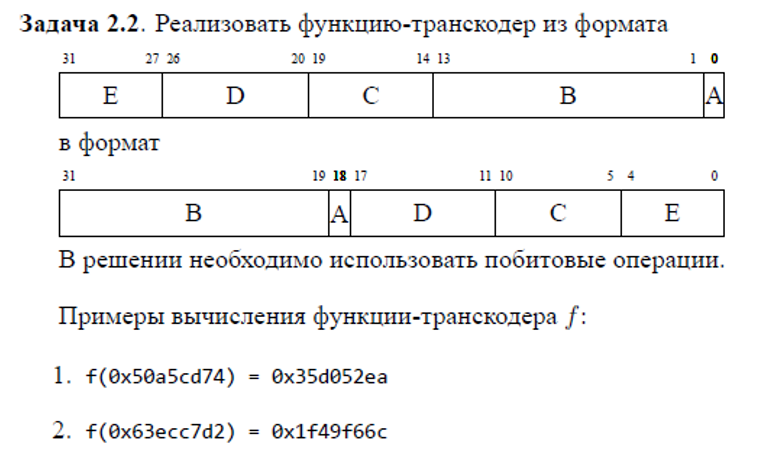 Задача 2.2. Реализовать функцию-транскодер из формата
31 27 26 20 19 14 13 1 0
E D C B A
в формат
31 19 18 17 11 10 5 4 0
B A D C E
В решении необходимо использовать побитовые операции.
Примеры вычисления функции-транскодера f:
1. f(0x50a5cd74) = 0x35d052ea
2. f(0x63ecc7d2) = 0x1f49f66c